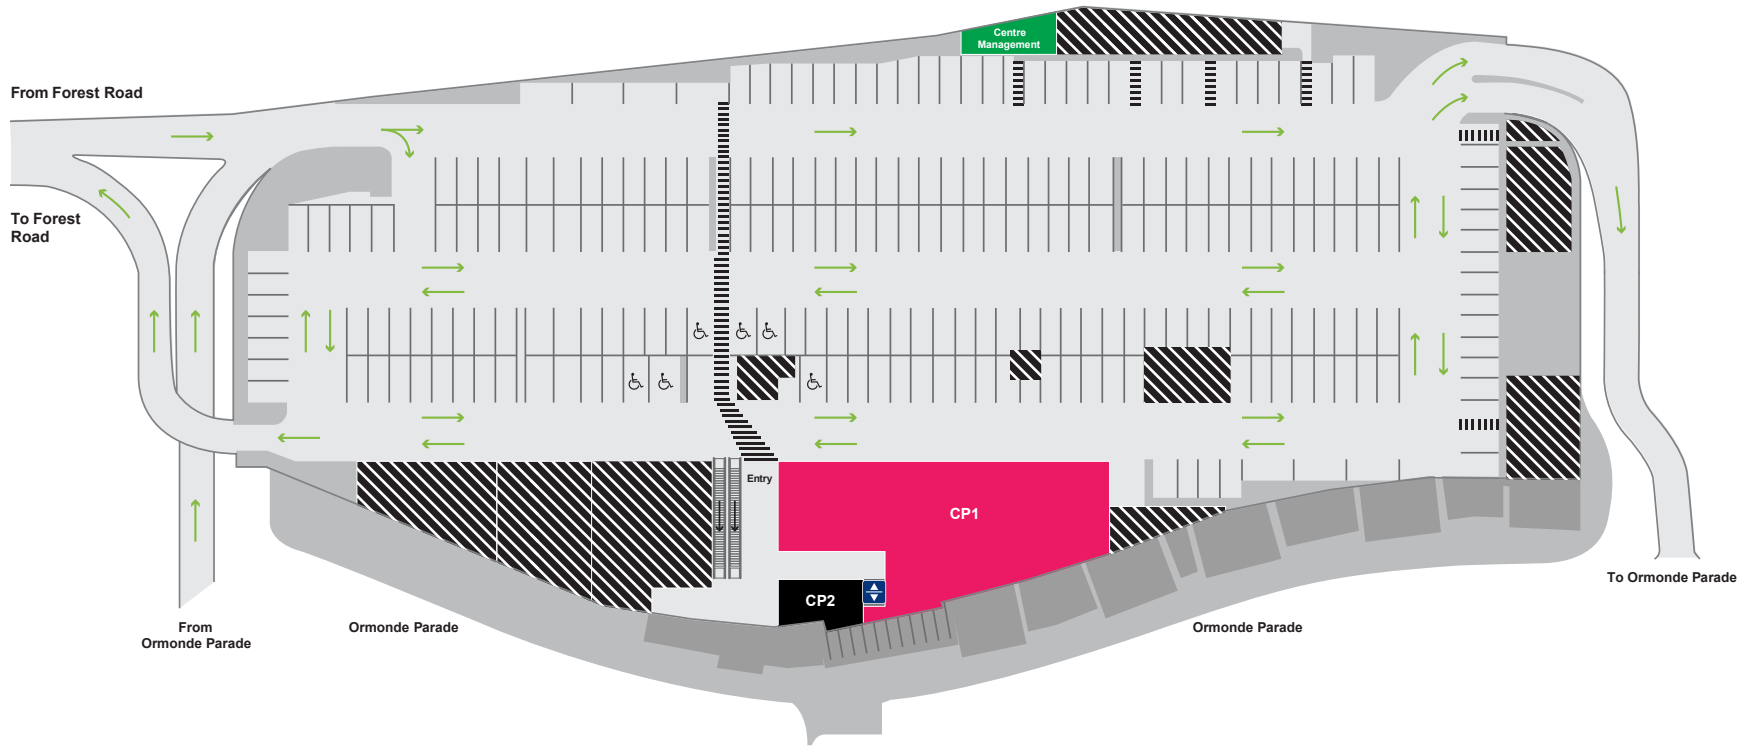 Centre
Management
From Forest Road
To Forest
Road
Entry
CP1
CP2
To Ormonde Parade
From
Ormonde Parade
Ormonde Parade
Ormonde Parade